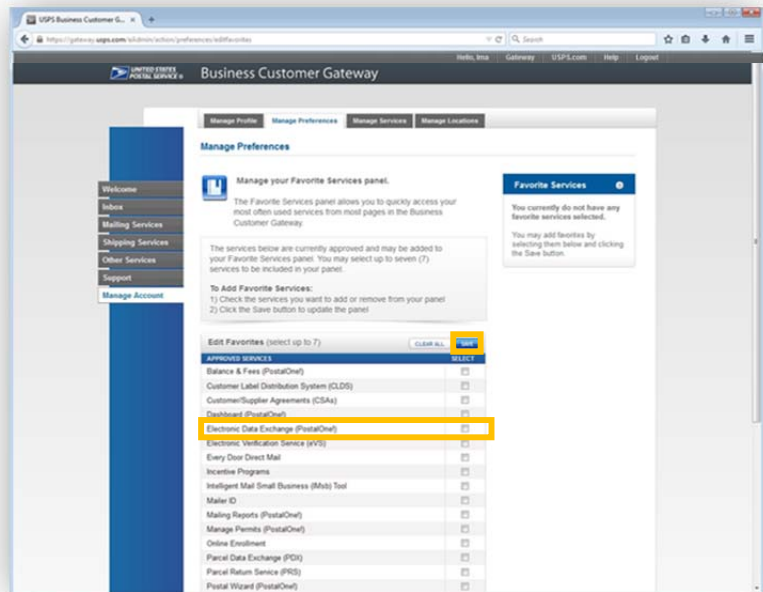 USPS Business Customer G...
https://gateway.usps.com/eAdmin/action/preferences/editfavorites
Search
Hello, Ima Gateway USPS.com Help Logout
UNITED STATES
POSTAL SERVICE ®
Business Customer Gateway
Manage Profile Manage Preferences Manage Services Manage Locations
Manage Preferences
Welcome
Inbox
Mailing Services
Shipping Services
Other Services
Support
Manage Account
Manage your Favorite Services panel.
The Favorite Services panel allows you to quickly access your
most often used services from most pages in the Business
Customer Gateway.
The services below are currently approved and may be added to
your Favorite Services panel. You may select up to seven (7)
services to be included in your panel.
To Add Favorite Services:
1) Check the services you want to add or remove from your panel
2) Click the Save button to update the panel
Favorite Services
You currently do not have any
favorite services selected.
You may add favorites by
selecting them below and clicking
the Save button.
Edit Favorites (select up to 7) CLEAR ALL SAVE
APPROVED SERVICES SELECT
Balance & Fees (PostalOne!)
Customer Label Distribution System (CLDS)
Customer/Supplier Agreements (CSAs)
Dashboard (PostalOne!)
Electronic Data Exchange (PostalOne!)
Electronic Verification Service (eVS)
Every Door Direct Mail
Incentive Programs
Intelligent Mail Small Business (IMsb) Tool
Mailer ID
Mailing Reports (PostalOne!)
Manage Permits (PostalOne!)
Online Enrollment
Parcel Data Exchange (PDX)
Parcel Return Service (PRS)
Postal Wizard (PostalOne!)